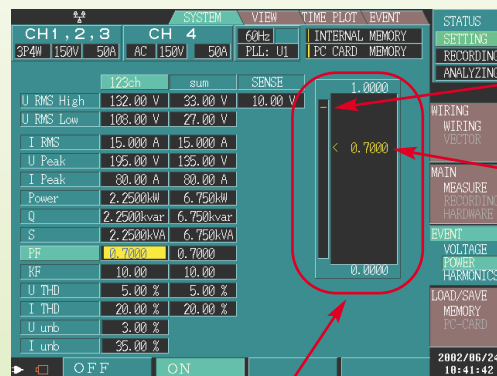 SYSTEM VIEW TIME PLOT EVENT STATUS
CH1,2,3 CH 4 60Hz INTERNAL MEMORY SETTING
3P4W 150V 50A AC 150V 50A PLL: U1 PC CARD MEMORY RECORDING
ANALYZING
123ch sum SENSE 1.0000
U RMS High 132.00 V 33.00 V 10.00 V
U RMS Low 108.00 V 27.00 V
WIRING
WIRING
VECTOR
I RMS 15.000 A 15.000 A < 0.7000
U Peak 195.00 V 135.00 V
I Peak 80.00 A 80.00 A
MAIN
MEASURE
RECORDING
HARDWARE
Power 2.2500kW 6.750kW
Q 2.2500kvar 6.750kvar
S 2.2500kVA 6.750kVA
EVENT
VOLTAGE
POWER
HARMONICS
PF 0.7000 0.7000
KF 10.00 10.00 0.0000
U THD 5.00 % 5.00 %
I THD 20.00 % 20.00 %
U unb 3.00 %
I unb 35.00 %
LOAD/SAVE
MEMORY
PC-CARD
OFF ON
2002/06/24
10:41:42